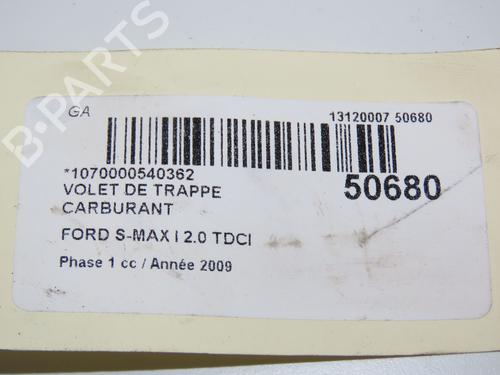 GA
13120007 50680
*1070000540362
50680
VOLET DE TRAPPE
CARBURANT
FORD S-MAX I 2.0 TDCI
Phase 1 cc / Année 2009
B-PARTS